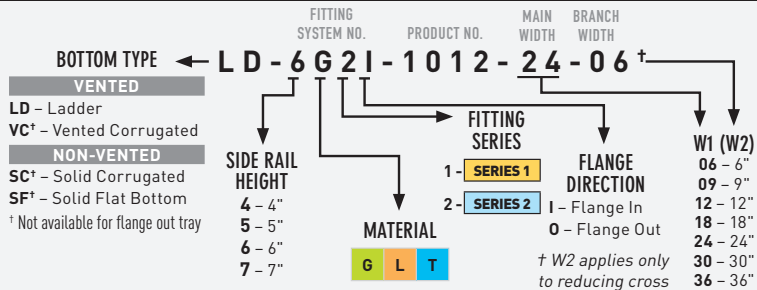 FITTING
SYSTEM NO.
PRODUCT NO.
MAIN
WIDTH
BRANCH
WIDTH
BOTTOM TYPE
LD-6G2I-1012-24-06†
VENTED
LD – Ladder
VC† – Vented Corrugated
NON-VENTED
SC† – Solid Corrugated
SF† – Solid Flat Bottom
† Not available for flange out tray
SIDE RAIL
HEIGHT
4 – 4"
5 – 5"
6 – 6"
7 – 7"
MATERIAL
G L T
FITTING
SERIES
1 - SERIES 1
2 - SERIES 2
FLANGE
DIRECTION
I – Flange In
O – Flange Out
† W2 applies only
to reducing cross
W1 (W2)
06 – 6"
09 – 9"
12 – 12"
18 – 18"
24 – 24"
30 – 30"
36 – 36"